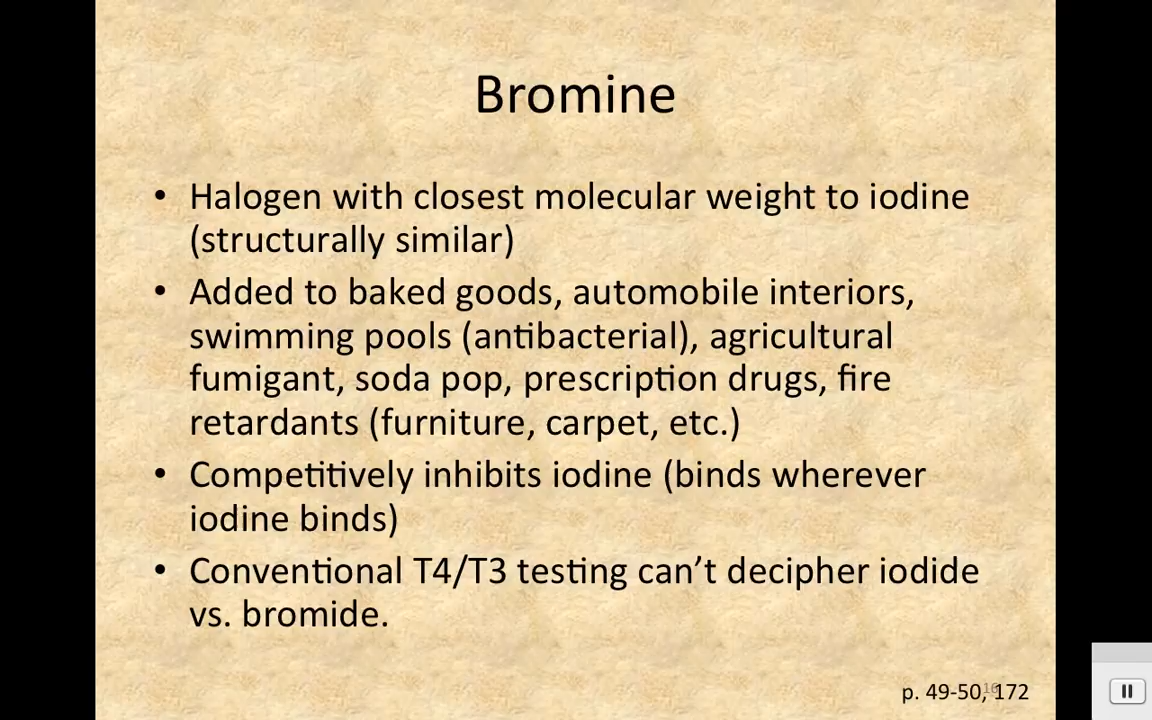 Bromine
• Halogen with closest molecular weight to iodine
(structurally similar)
• Added to baked goods, automobile interiors,
swimming pools (antibacterial), agricultural
fumigant, soda pop, prescription drugs, fire
retardants (furniture, carpet, etc.)
• Competitively inhibits iodine (binds wherever
iodine binds)
• Conventional T4/T3 testing can’t decipher iodide
vs. bromide.
p. 49-50, 172